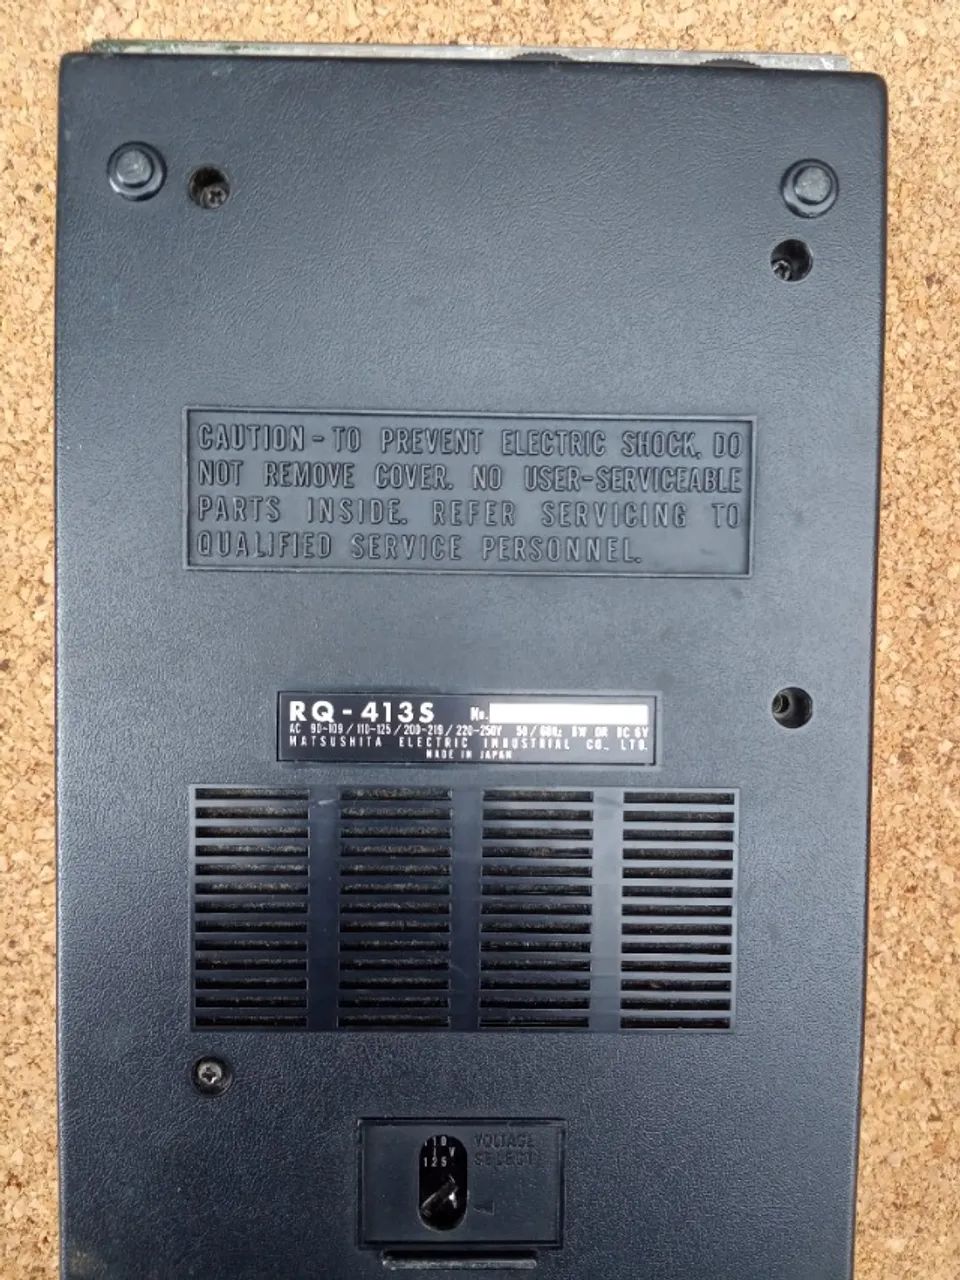 CAUTION - TO PREVENT ELECTRIC SHOCK, DO
NOT REMOVE COVER. NO USER-SERVICEABLE
PARTS INSIDE. REFER SERVICING TO
QUALIFIED SERVICE PERSONNEL.
RQ-413S No.
AC 90-109/110-125/200-219/220-250V 50/60Hz 8W OR DC 6V
MATSUSHITA ELECTRIC INDUSTRIAL CO., LTD.
MADE IN JAPAN
110 VOLTAGE
V SELECT
125